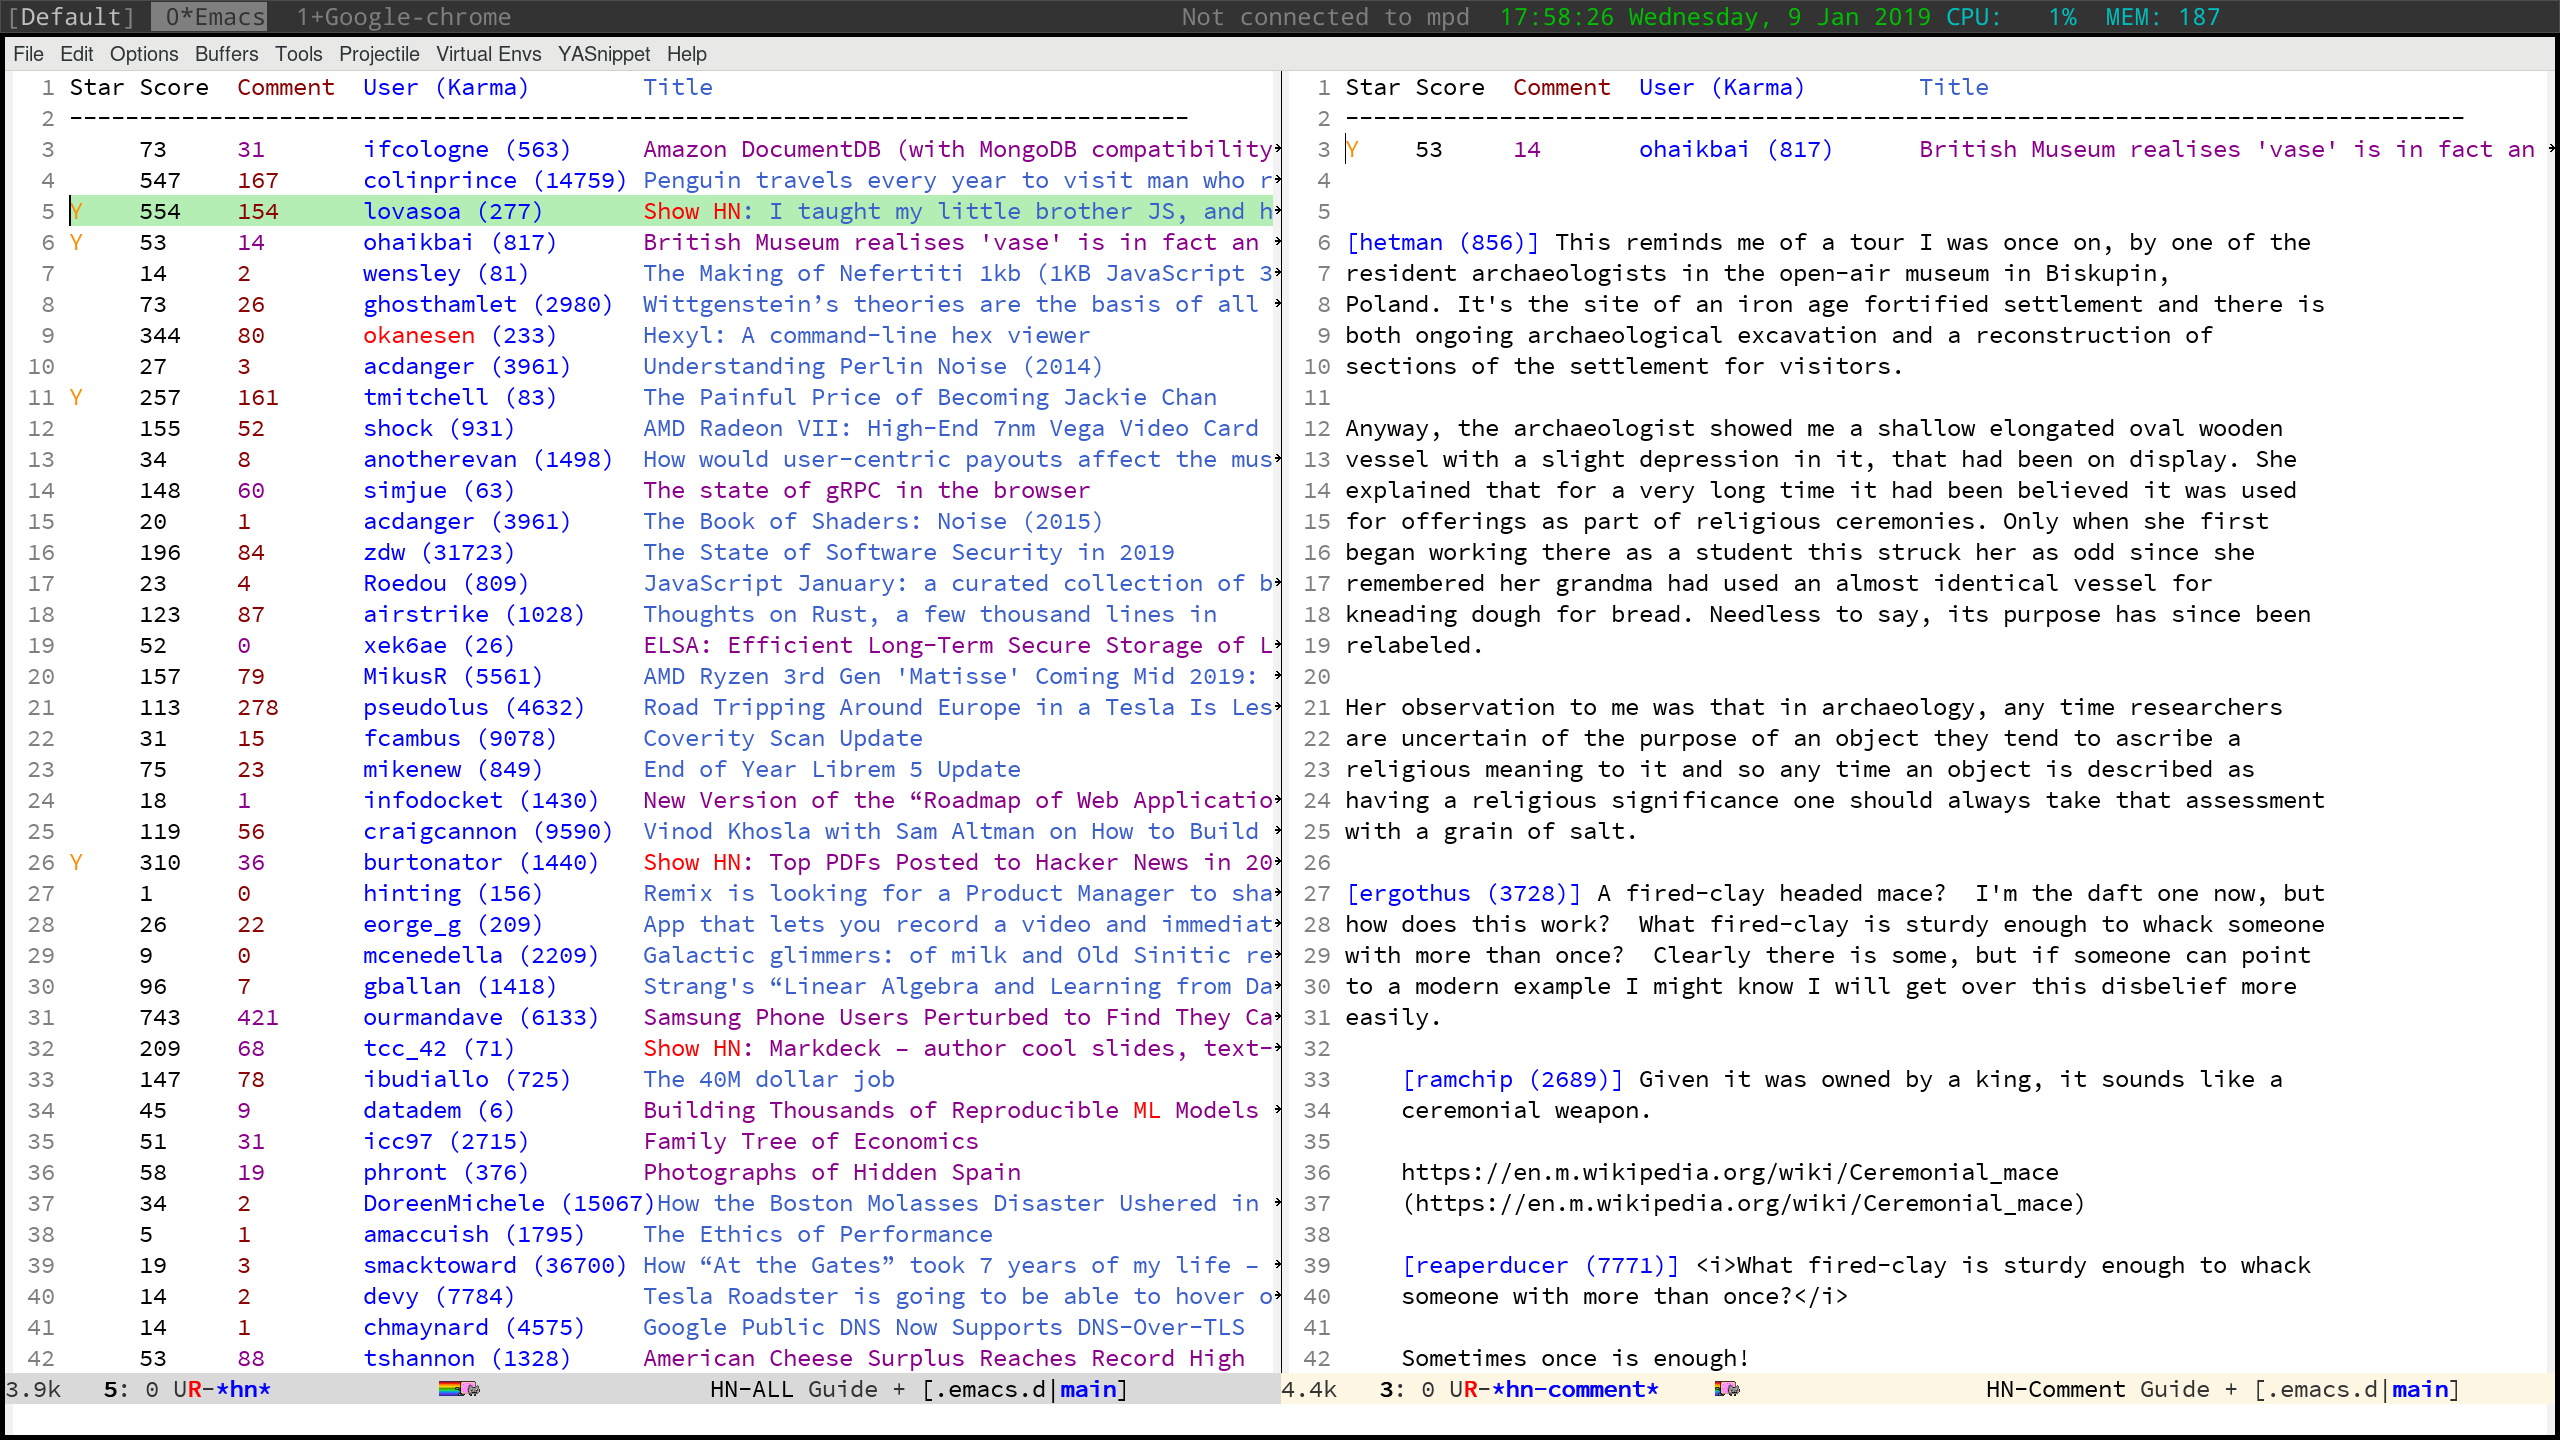 [Default] 0*Emacs 1+Google-chrome Not connected to mpd 17:58:26 Wednesday, 9 Jan 2019 CPU: 1% MEM: 187
File Edit Options Buffers Tools Projectile Virtual Envs YASnippet Help
1 Star Score Comment User (Karma) Title
2 --------------------------------------------------------------------------------
3 73 31 ifcologne (563) Amazon DocumentDB (with MongoDB compatibility
4 547 167 colinprince (14759) Penguin travels every year to visit man who r
5 Y 554 154 lovasoa (277) Show HN: I taught my little brother JS, and h
6 Y 53 14 ohaikbai (817) British Museum realises 'vase' is in fact an
7 14 2 wensley (81) The Making of Nefertiti 1kb (1KB JavaScript 3
8 73 26 ghosthamlet (2980) Wittgenstein’s theories are the basis of all
9 344 80 okanesen (233) Hexyl: A command-line hex viewer
10 27 3 acdanger (3961) Understanding Perlin Noise (2014)
11 Y 257 161 tmitchell (83) The Painful Price of Becoming Jackie Chan
12 155 52 shock (931) AMD Radeon VII: High-End 7nm Vega Video Card
13 34 8 anotherevan (1498) How would user-centric payouts affect the mus
14 148 60 simjue (63) The state of gRPC in the browser
15 20 1 acdanger (3961) The Book of Shaders: Noise (2015)
16 196 84 zdw (31723) The State of Software Security in 2019
17 23 4 Roedou (809) JavaScript January: a curated collection of b
18 123 87 airstrike (1028) Thoughts on Rust, a few thousand lines in
19 52 0 xek6ae (26) ELSA: Efficient Long-Term Secure Storage of L
20 157 79 MikusR (5561) AMD Ryzen 3rd Gen 'Matisse' Coming Mid 2019:
21 113 278 pseudolus (4632) Road Tripping Around Europe in a Tesla Is Les
22 31 15 fcambus (9078) Coverity Scan Update
23 75 23 mikenew (849) End of Year Librem 5 Update
24 18 1 infodocket (1430) New Version of the “Roadmap of Web Applicatio
25 119 56 craigcannon (9590) Vinod Khosla with Sam Altman on How to Build
26 Y 310 36 burtonator (1440) Show HN: Top PDFs Posted to Hacker News in 20
27 1 0 hinting (156) Remix is looking for a Product Manager to sha
28 26 22 eorge_g (209) App that lets you record a video and immediat
29 9 0 mcenedella (2209) Galactic glimmers: of milk and Old Sinitic re
30 96 7 gballan (1418) Strang's “Linear Algebra and Learning from Da
31 743 421 ourmandave (6133) Samsung Phone Users Perturbed to Find They Ca
32 209 68 tcc_42 (71) Show HN: Markdeck – author cool slides, text-
33 147 78 ibudiallo (725) The 40M dollar job
34 45 9 datadem (6) Building Thousands of Reproducible ML Models
35 51 31 icc97 (2715) Family Tree of Economics
36 58 19 phront (376) Photographs of Hidden Spain
37 34 2 DoreenMichele (15067)How the Boston Molasses Disaster Ushered in
38 5 1 amaccuish (1795) The Ethics of Performance
39 19 3 smacktoward (36700) How “At the Gates” took 7 years of my life –
40 14 2 devy (7784) Tesla Roadster is going to be able to hover o
41 14 1 chmaynard (4575) Google Public DNS Now Supports DNS-Over-TLS
42 53 88 tshannon (1328) American Cheese Surplus Reaches Record High
3.9k 5: 0 UR-*hn* HN-ALL Guide + [.emacs.d|main]
1 Star Score Comment User (Karma) Title
2 --------------------------------------------------------------------------------
3 Y 53 14 ohaikbai (817) British Museum realises 'vase' is in fact an
4
5
6 [hetman (856)] This reminds me of a tour I was once on, by one of the
7 resident archaeologists in the open-air museum in Biskupin,
8 Poland. It's the site of an iron age fortified settlement and there is
9 both ongoing archaeological excavation and a reconstruction of
10 sections of the settlement for visitors.
11
12 Anyway, the archaeologist showed me a shallow elongated oval wooden
13 vessel with a slight depression in it, that had been on display. She
14 explained that for a very long time it had been believed it was used
15 for offerings as part of religious ceremonies. Only when she first
16 began working there as a student this struck her as odd since she
17 remembered her grandma had used an almost identical vessel for
18 kneading dough for bread. Needless to say, its purpose has since been
19 relabeled.
20
21 Her observation to me was that in archaeology, any time researchers
22 are uncertain of the purpose of an object they tend to ascribe a
23 religious meaning to it and so any time an object is described as
24 having a religious significance one should always take that assessment
25 with a grain of salt.
26
27 [ergothus (3728)] A fired-clay headed mace?  I'm the daft one now, but
28 how does this work?  What fired-clay is sturdy enough to whack someone
29 with more than once?  Clearly there is some, but if someone can point
30 to a modern example I might know I will get over this disbelief more
31 easily.
32
33 [ramchip (2689)] Given it was owned by a king, it sounds like a
34 ceremonial weapon.
35
36 https://en.m.wikipedia.org/wiki/Ceremonial_mace
37 (https://en.m.wikipedia.org/wiki/Ceremonial_mace)
38
39 [reaperducer (7771)] <i>What fired-clay is sturdy enough to whack
40 someone with more than once?</i>
41
42 Sometimes once is enough!
4.4k 3: 0 UR-*hn-comment* HN-Comment Guide + [.emacs.d|main]